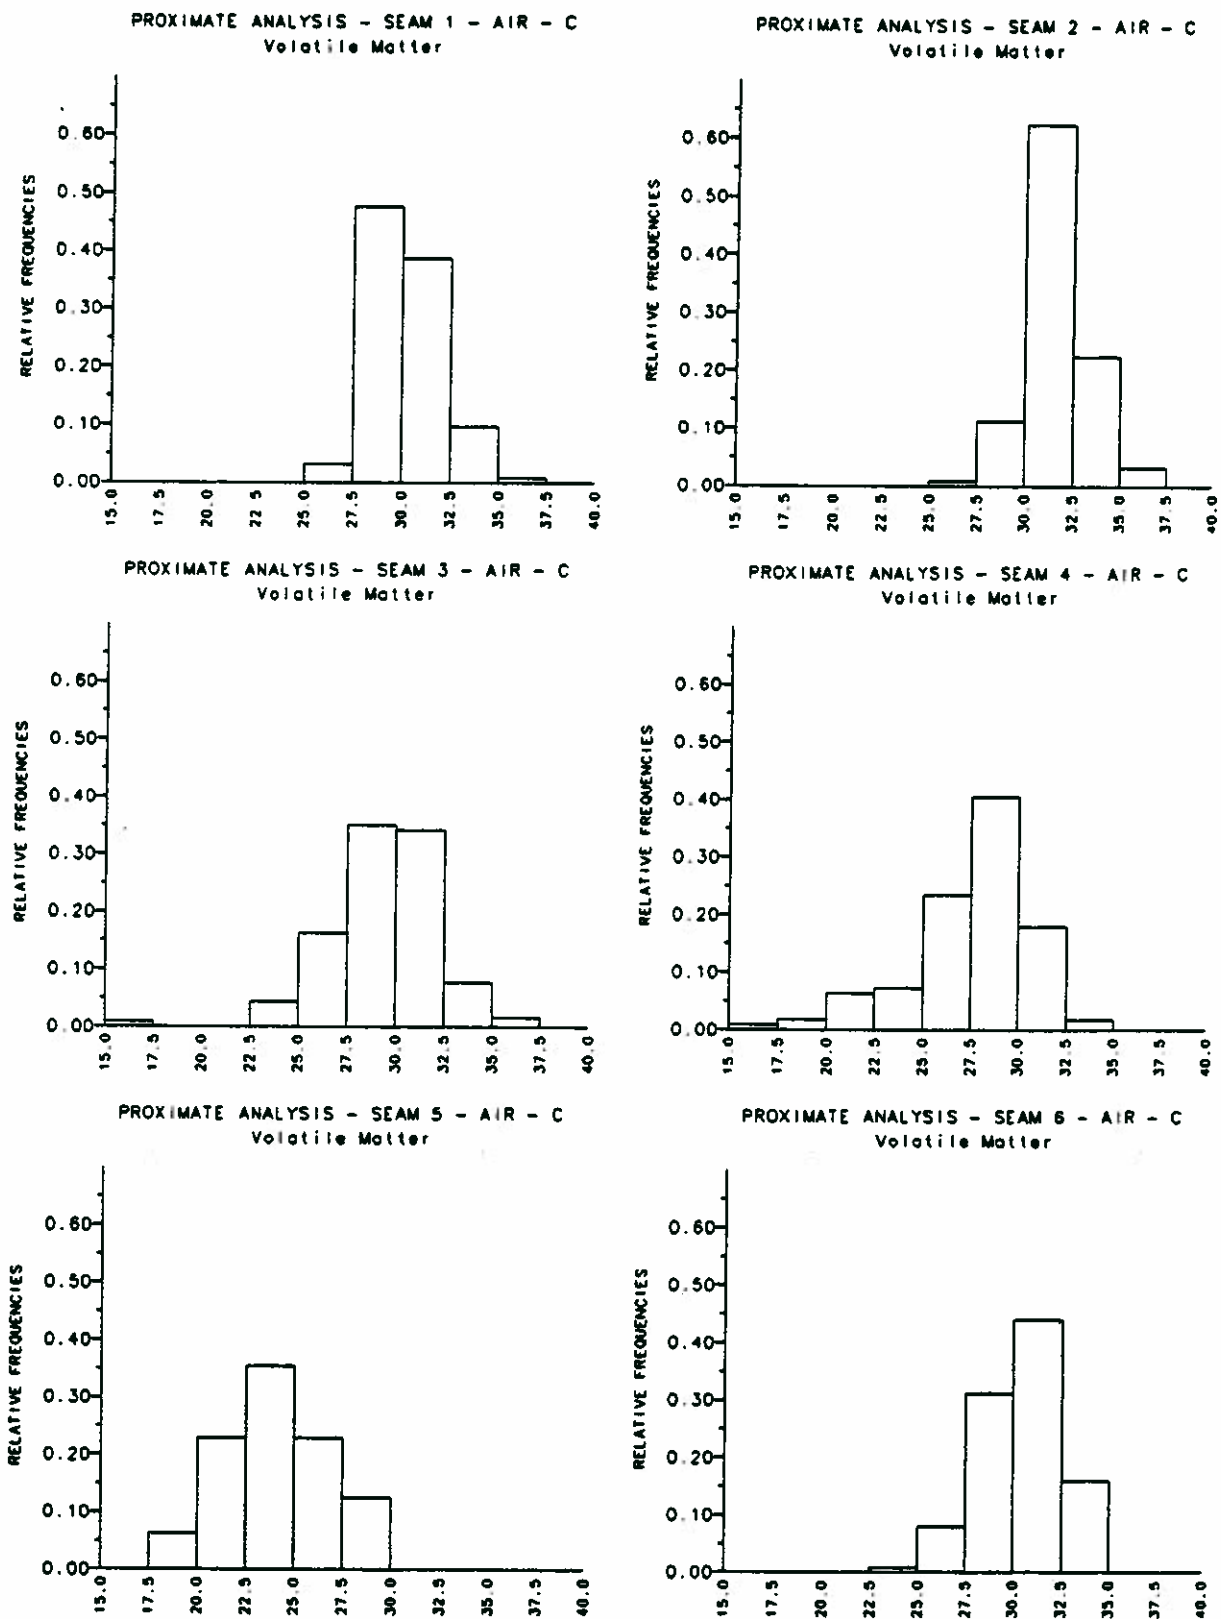 PROXIMATE ANALYSIS - SEAM 1 - AIR - C
Volatile Matter
RELATIVE FREQUENCIES
0.60
0.50
0.40
0.30
0.20
0.10
0.00
15.0 17.5 20.0 22.5 25.0 27.5 30.0 32.5 35.0 37.5 40.0
PROXIMATE ANALYSIS - SEAM 2 - AIR - C
Volatile Matter
RELATIVE FREQUENCIES
0.60
0.50
0.40
0.30
0.20
0.10
0.00
15.0 17.5 20.0 22.5 25.0 27.5 30.0 32.5 35.0 37.5 40.0
PROXIMATE ANALYSIS - SEAM 3 - AIR - C
Volatile Matter
RELATIVE FREQUENCIES
0.60
0.50
0.40
0.30
0.20
0.10
0.00
15.0 17.5 20.0 22.5 25.0 27.5 30.0 32.5 35.0 37.5 40.0
PROXIMATE ANALYSIS - SEAM 4 - AIR - C
Volatile Matter
RELATIVE FREQUENCIES
0.60
0.50
0.40
0.30
0.20
0.10
0.00
15.0 17.5 20.0 22.5 25.0 27.5 30.0 32.5 35.0 37.5 40.0
PROXIMATE ANALYSIS - SEAM 5 - AIR - C
Volatile Matter
RELATIVE FREQUENCIES
0.60
0.50
0.40
0.30
0.20
0.10
0.00
15.0 17.5 20.0 22.5 25.0 27.5 30.0 32.5 35.0 37.5 40.0
PROXIMATE ANALYSIS - SEAM 6 - AIR - C
Volatile Matter
RELATIVE FREQUENCIES
0.60
0.50
0.40
0.30
0.20
0.10
0.00
15.0 17.5 20.0 22.5 25.0 27.5 30.0 32.5 35.0 37.5 40.0